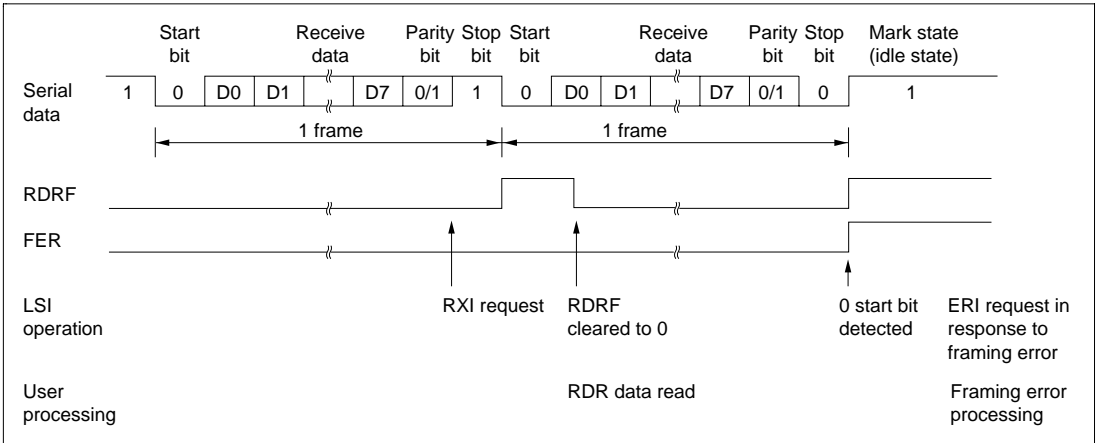 Start bit Receive data Parity bit Stop bit Start bit Receive data Parity bit Stop bit Mark state (idle state)
Serial data 1 0 D0 D1 D7 0/1 1 0 D0 D1 D7 0/1 0 1
1 frame 1 frame
RDRF
FER
LSI operation RXI request RDRF cleared to 0 0 start bit detected ERI request in response to framing error
User processing RDR data read Framing error processing